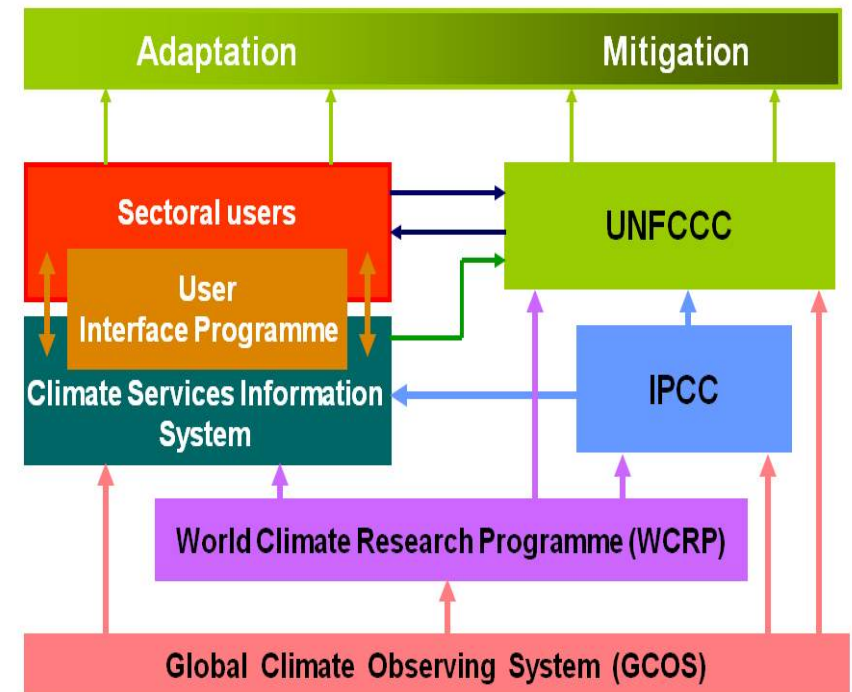 Adaptation Mitigation
Sectoral users
UNFCCC
User
Interface Programme
Climate Services Information
System
IPCC
World Climate Research Programme (WCRP)
Global Climate Observing System (GCOS)